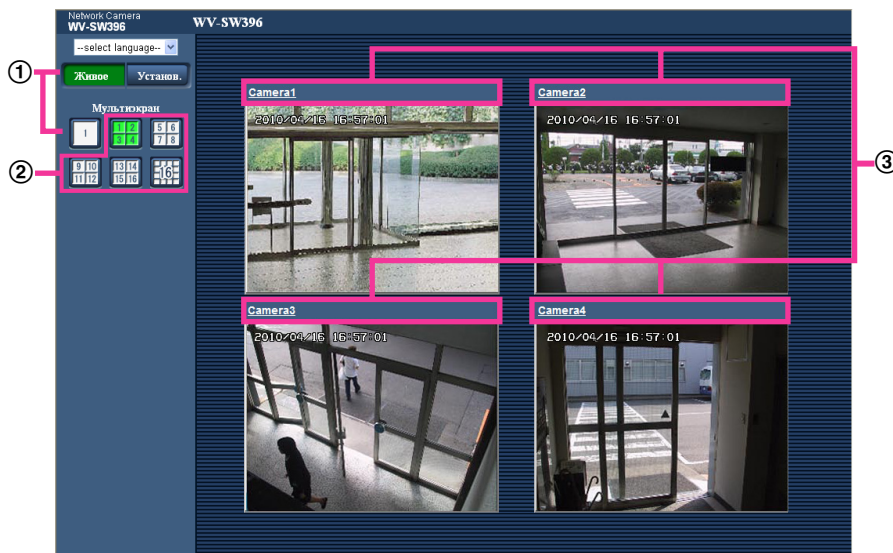 Network Camera
WV-SW396
WV-SW396
--select language--
①
Живое
Установ.
Мультиэкран
1
1 2
3 4
5 6
7 8
②
9 10
11 12
13 14
15 16
16
③
Camera1
2010/04/16 16:57:01
Camera2
2010/04/16 16:57:01
Camera3
2010/04/16 16:57:01
Camera4
2010/04/16 16:57:01